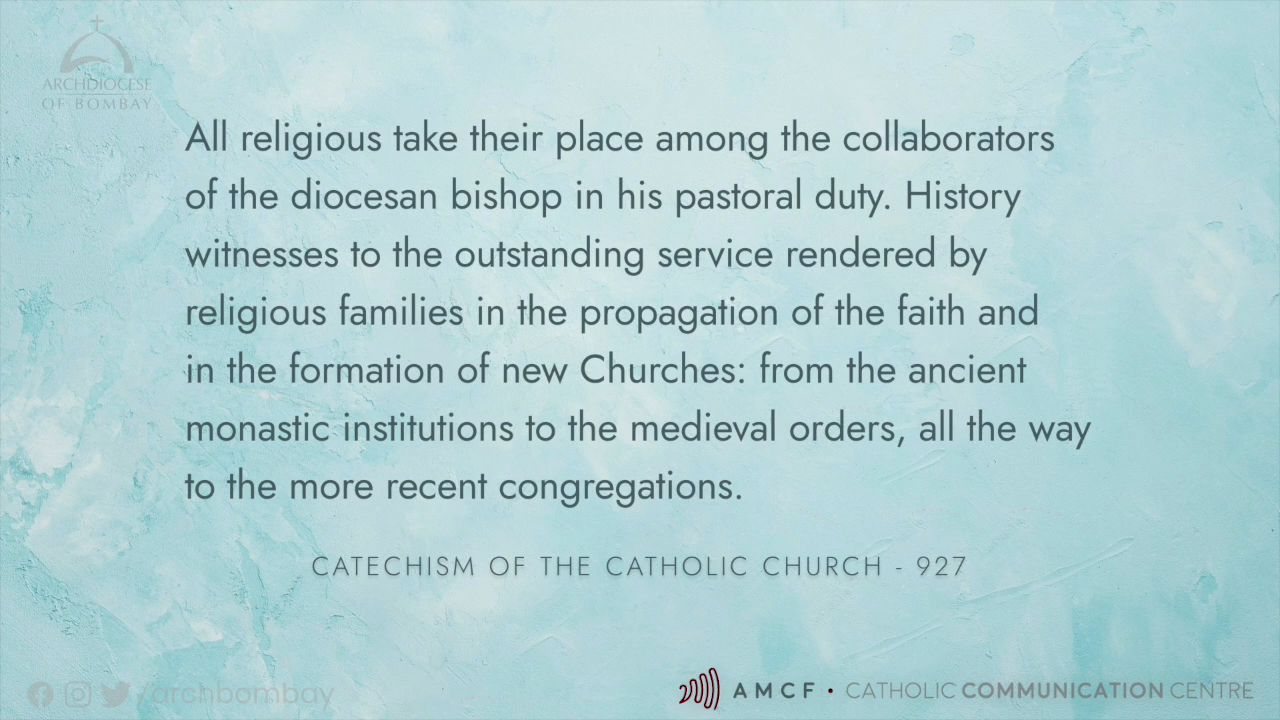 ARCHDIOCESE
OF BOMBAY
All religious take their place among the collaborators
of the diocesan bishop in his pastoral duty. History
witnesses to the outstanding service rendered by
religious families in the propagation of the faith and
in the formation of new Churches: from the ancient
monastic institutions to the medieval orders, all the way
to the more recent congregations.
CATECHISM OF THE CATHOLIC CHURCH - 927
/archbombay
AMCF • CATHOLIC COMMUNICATION CENTRE